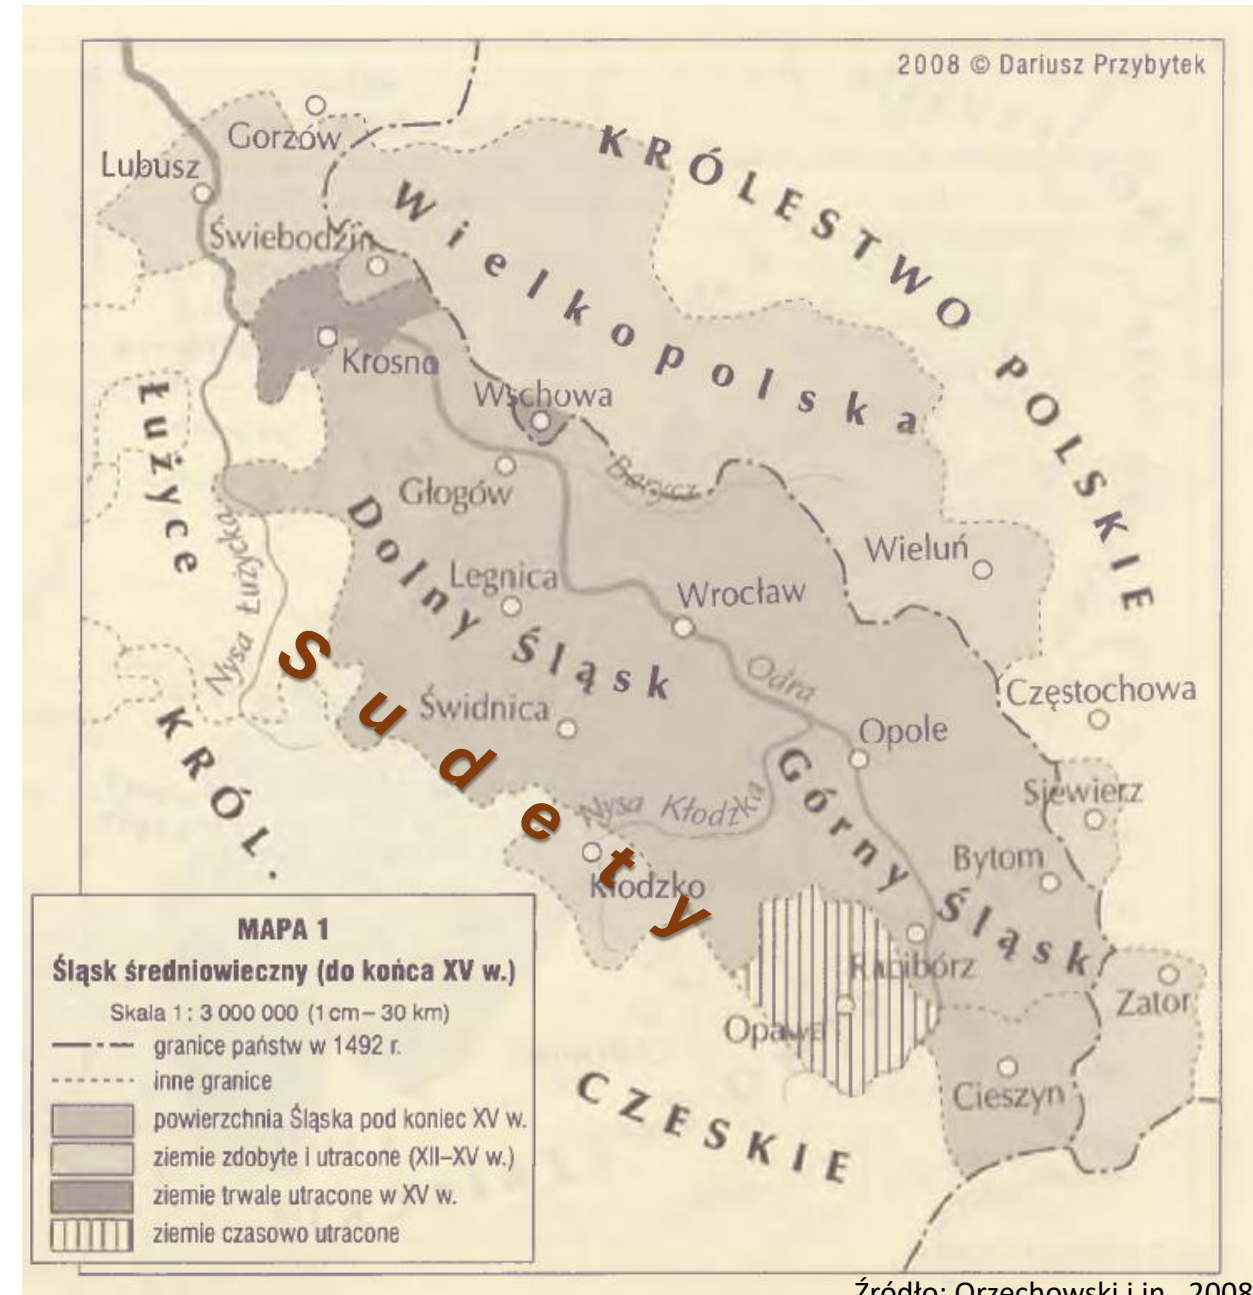 2008 © Dariusz Przybytek
Gorzów
Lubusz
KRÓLESTWO POLSKIE
Wielkopolska
Świebodzin
Krosno
Wschowa
Łużyce
Głogów
Barycz
Dolny Śląsk
Nysa Łużycka
Legnica
Wieluń
Wrocław
Sudety
Odra
Częstochowa
Świdnica
Opole
KRÓL.
Górny Śląsk
Siewierz
Nysa Kłodzka
Bytom
Kłodzko
Racibórz
Zator
Opawa
Cieszyn
CZESKIE
MAPA 1
Śląsk średniowieczny (do końca XV w.)
Skala 1 : 3 000 000 (1 cm – 30 km)
granice państw w 1492 r.
inne granice
powierzchnia Śląska pod koniec XV w.
ziemie zdobyte i utracone (XII–XV w.)
ziemie trwale utracone w XV w.
ziemie czasowo utracone
Źródło: Orzechowski i in., 2008